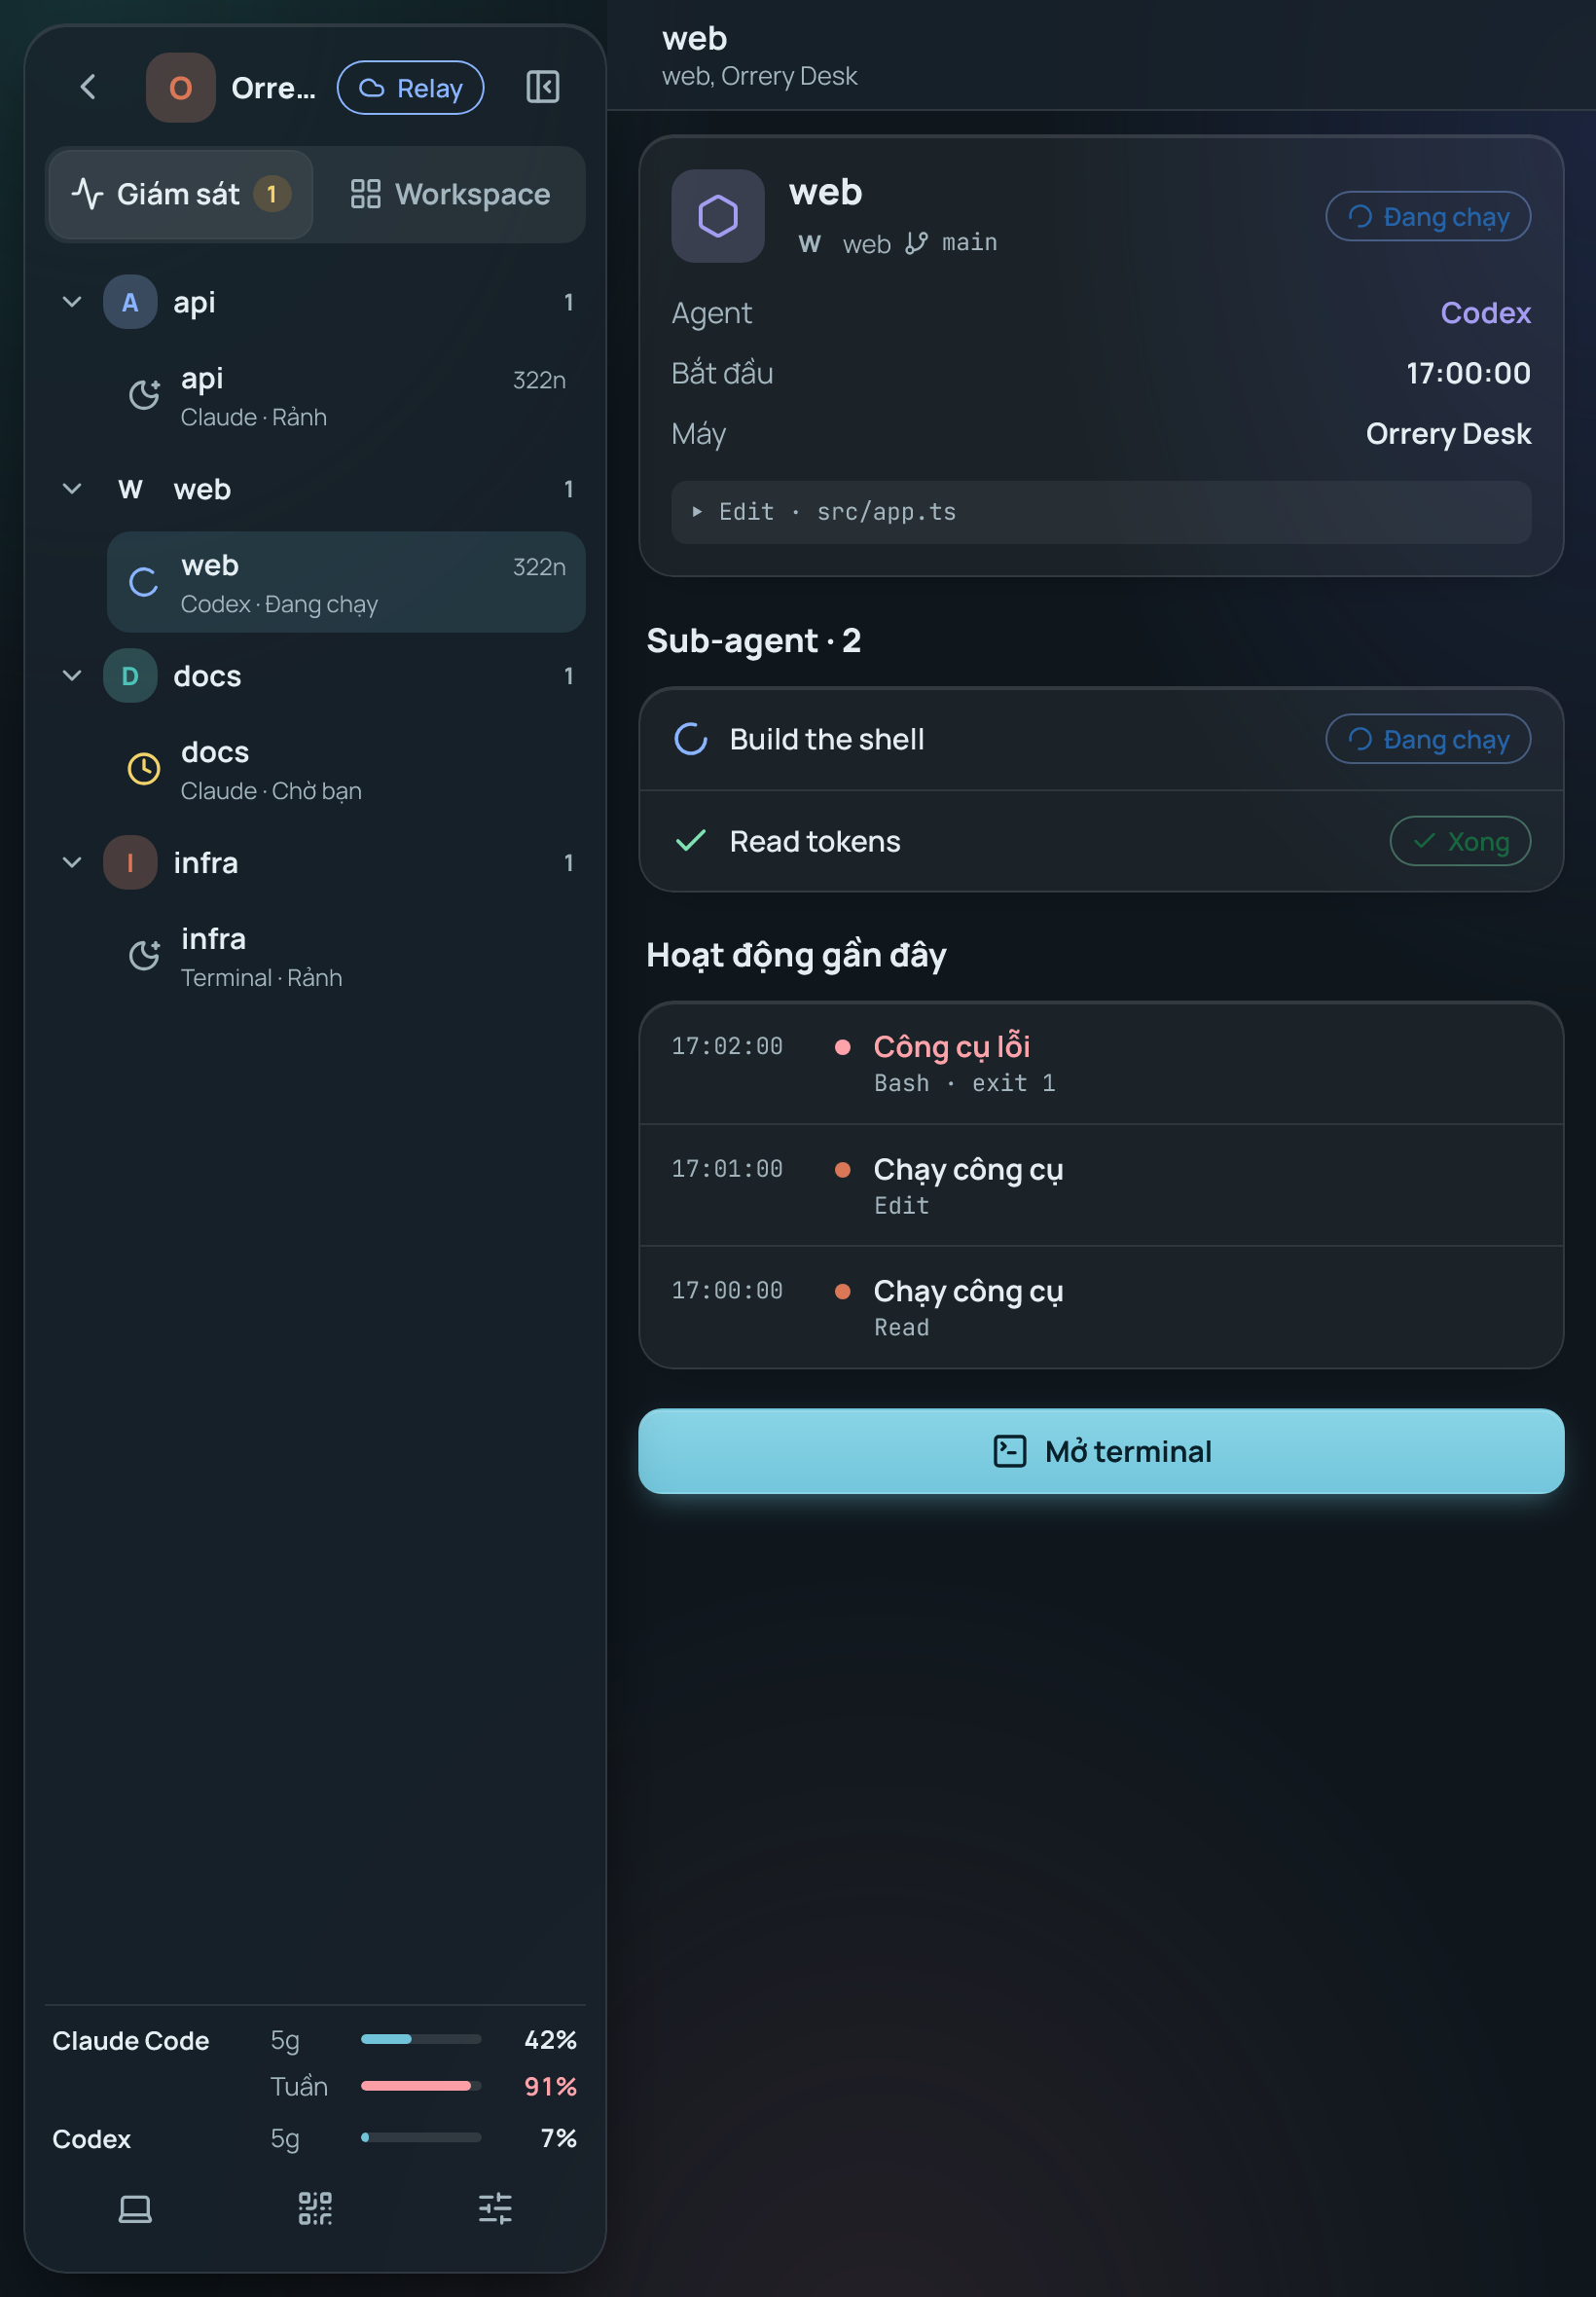 O
Orre...
Relay
Giám sát 1
Workspace
A api 1
api 322n
Claude · Rảnh
W web 1
web 322n
Codex · Đang chạy
D docs 1
docs
Claude · Chờ bạn
I infra 1
infra
Terminal · Rảnh
Claude Code 5g 42%
Tuần 91%
Codex 5g 7%
web
web, Orrery Desk
web
W web main
Đang chạy
Agent Codex
Bắt đầu 17:00:00
Máy Orrery Desk
Edit · src/app.ts
Sub-agent · 2
Build the shell Đang chạy
Read tokens Xong
Hoạt động gần đây
17:02:00 Công cụ lỗi
Bash · exit 1
17:01:00 Chạy công cụ
Edit
17:00:00 Chạy công cụ
Read
Mở terminal